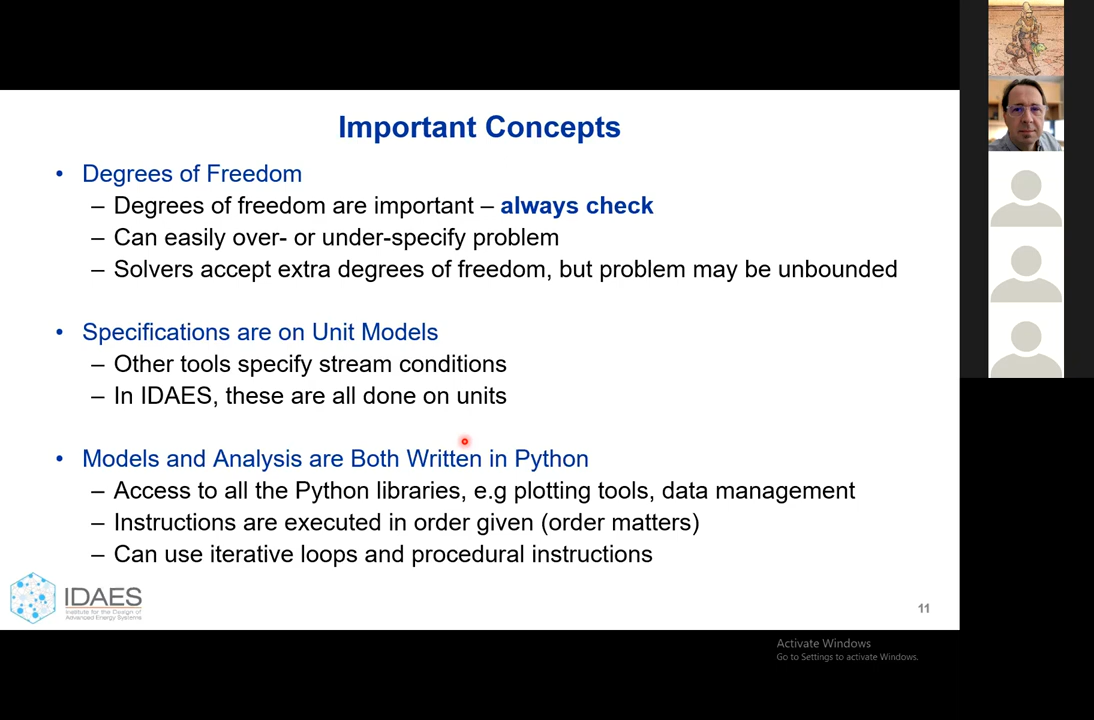 Important Concepts
• Degrees of Freedom
– Degrees of freedom are important – always check
– Can easily over- or under-specify problem
– Solvers accept extra degrees of freedom, but problem may be unbounded
• Specifications are on Unit Models
– Other tools specify stream conditions
– In IDAES, these are all done on units
• Models and Analysis are Both Written in Python
– Access to all the Python libraries, e.g plotting tools, data management
– Instructions are executed in order given (order matters)
– Can use iterative loops and procedural instructions
IDAES
Institute for the Design of
Advanced Energy Systems
11
Activate Windows
Go to Settings to activate Windows.